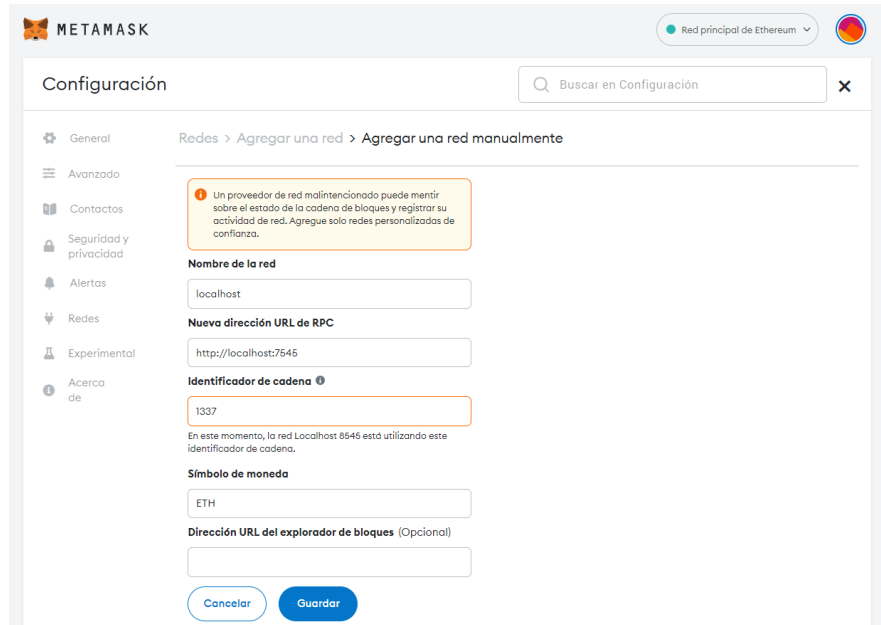 METAMASK
Red principal de Ethereum
Configuración
Buscar en Configuración
General
Avanzado
Contactos
Seguridad y
privacidad
Alertas
Redes
Experimental
Acerca
de
Redes > Agregar una red > Agregar una red manualmente
Un proveedor de red malintencionado puede mentir
sobre el estado de la cadena de bloques y registrar su
actividad de red. Agregue solo redes personalizadas de
confianza.
Nombre de la red
localhost
Nueva dirección URL de RPC
http://localhost:7545
Identificador de cadena
1337
En este momento, la red Localhost 8545 está utilizando este
identificador de cadena.
Símbolo de moneda
ETH
Dirección URL del explorador de bloques (Opcional)
Cancelar
Guardar